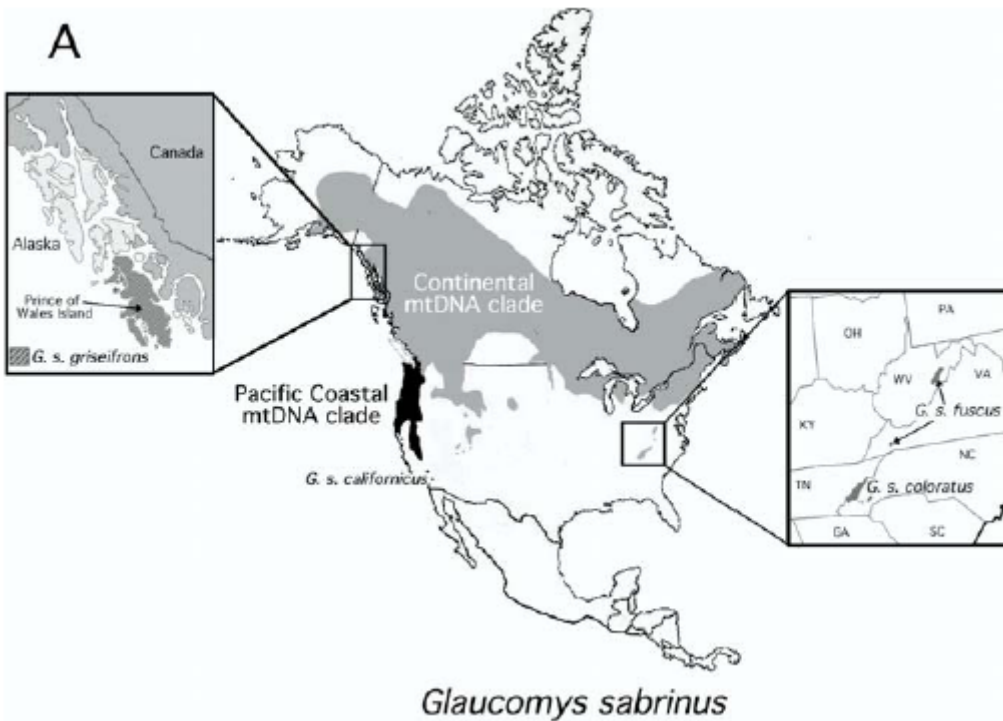 A
Canada
Alaska
Prince of
Wales Island
G. s. griseifrons
Continental
mtDNA clade
Pacific Coastal
mtDNA clade
G. s. californicus
PA
OH
WV
VA
G. s. fuscus
KY
NC
TN
G. s. coloratus
GA
SC
Glaucomys sabrinus